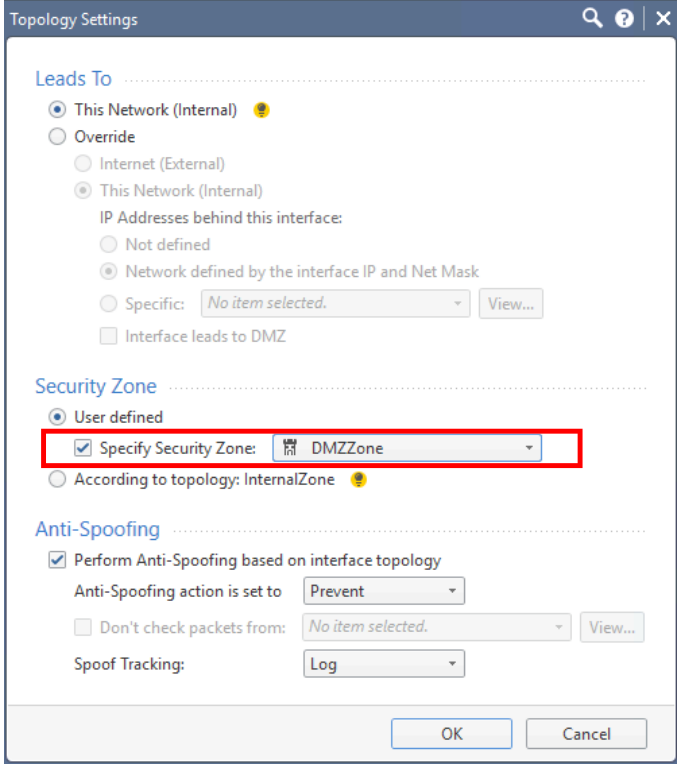 Topology Settings
Leads To
This Network (Internal)
Override
Internet (External)
This Network (Internal)
IP Addresses behind this interface:
Not defined
Network defined by the interface IP and Net Mask
Specific: No item selected. View...
Interface leads to DMZ
Security Zone
User defined
Specify Security Zone: DMZZone
According to topology: InternalZone
Anti-Spoofing
Perform Anti-Spoofing based on interface topology
Anti-Spoofing action is set to Prevent
Don't check packets from: No item selected. View...
Spoof Tracking: Log
OK Cancel